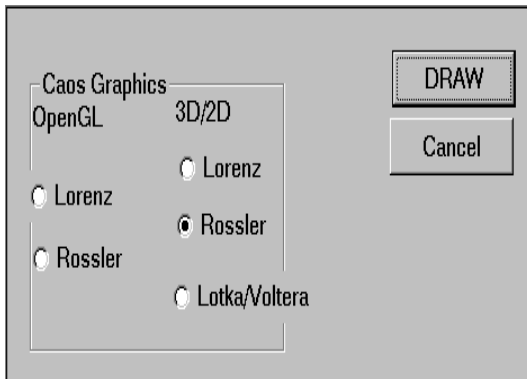 Caos Graphics
OpenGL
3D/2D
Lorenz
Rossler
Lorenz
Rossler
Lotka/Voltera
DRAW
Cancel